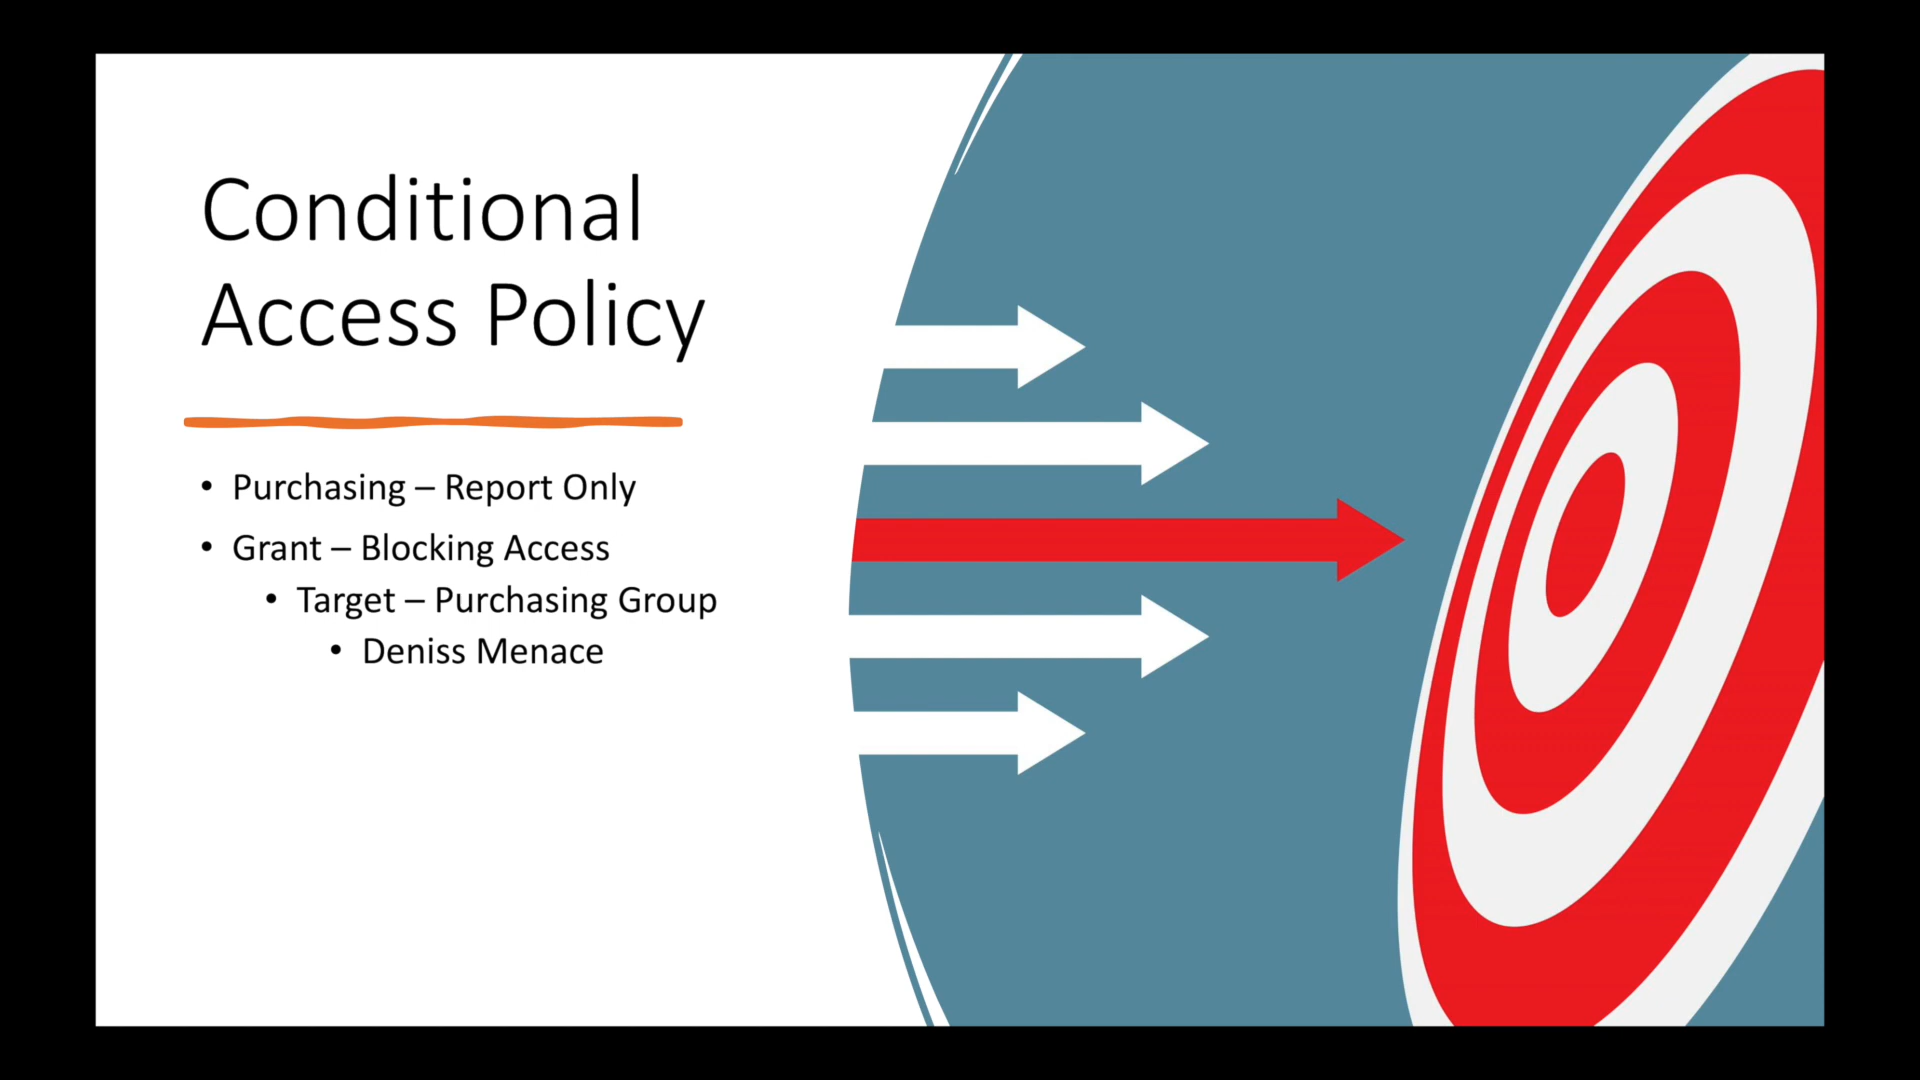 Conditional
Access Policy
• Purchasing – Report Only
• Grant – Blocking Access
• Target – Purchasing Group
• Deniss Menace